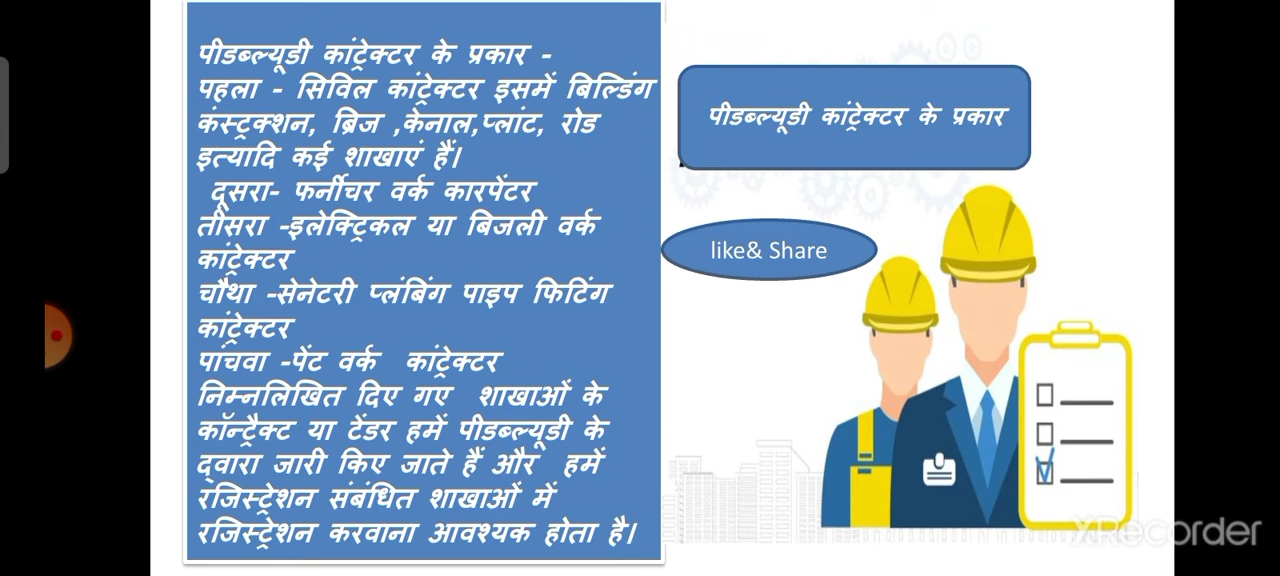 पीडब्ल्यूडी कांट्रेक्टर के प्रकार -
पहला - सिविल कांट्रेक्टर इसमें बिल्डिंग
कंस्ट्रक्शन, ब्रिज ,केनाल,प्लांट, रोड
इत्यादि कई शाखाएं हैं।
दूसरा- फर्नीचर वर्क कारपेंटर
तीसरा -इलेक्ट्रिकल या बिजली वर्क
कांट्रेक्टर
चौथा -सेनेटरी प्लंबिंग पाइप फिटिंग
कांट्रेक्टर
पांचवा -पेंट वर्क कांट्रेक्टर
निम्नलिखित दिए गए शाखाओं के
कॉन्ट्रैक्ट या टेंडर हमें पीडब्ल्यूडी के
द्वारा जारी किए जाते हैं और हमें
रजिस्ट्रेशन संबंधित शाखाओं में
रजिस्ट्रेशन करवाना आवश्यक होता है।
पीडब्ल्यूडी कांट्रेक्टर के प्रकार
like& Share
XRecorder